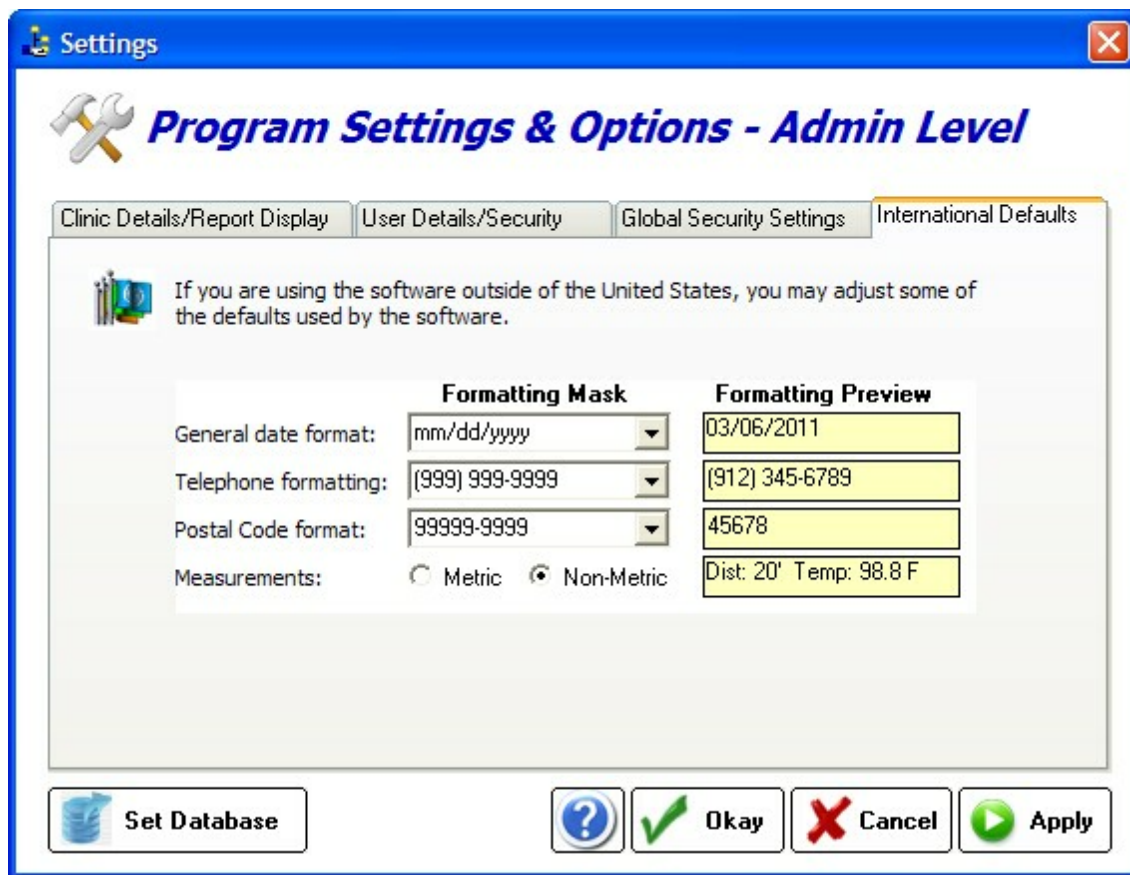 Settings
Program Settings & Options - Admin Level
Clinic Details/Report Display User Details/Security Global Security Settings International Defaults
If you are using the software outside of the United States, you may adjust some of
the defaults used by the software.
Formatting Mask Formatting Preview
General date format: mm/dd/yyyy 03/06/2011
Telephone formatting: (999) 999-9999 (912) 345-6789
Postal Code format: 99999-9999 45678
Measurements: Metric Non-Metric Dist: 20' Temp: 98.8 F
Set Database ? Okay Cancel Apply